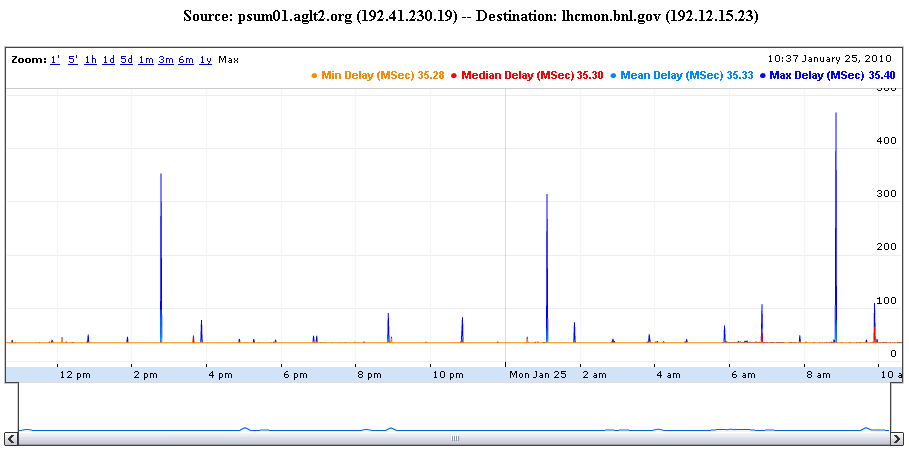 Source: psum01.aglt2.org (192.41.230.19) -- Destination: lhcmon.bnl.gov (192.12.15.23)
Zoom: 1' 5' 1h 1d 5d 1m 3m 6m 1y Max
10:37 January 25, 2010
Min Delay (MSec) 35.28 Median Delay (MSec) 35.30 Mean Delay (MSec) 35.33 Max Delay (MSec) 35.40
500
400
300
200
100
0
12 pm 2 pm 4 pm 6 pm 8 pm 10 pm Mon Jan 25 2 am 4 am 6 am 8 am 10 a